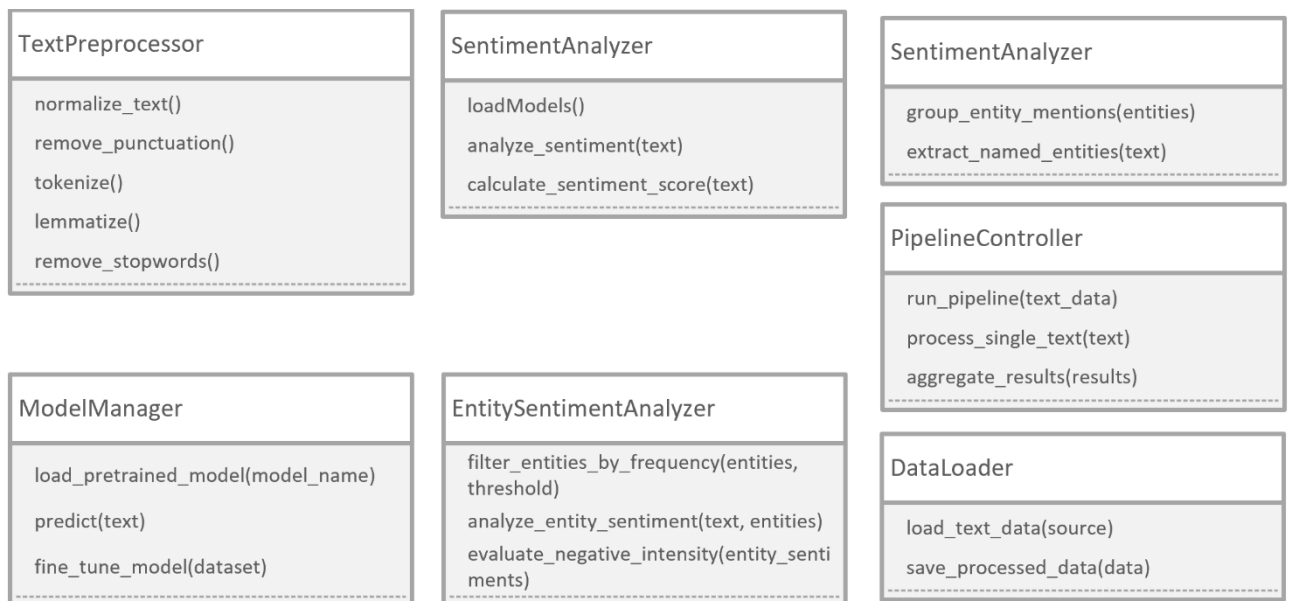 TextPreprocessor
normalize_text()
remove_punctuation()
tokenize()
lemmatize()
remove_stopwords()
SentimentAnalyzer
loadModels()
analyze_sentiment(text)
calculate_sentiment_score(text)
SentimentAnalyzer
group_entity_mentions(entities)
extract_named_entities(text)
PipelineController
run_pipeline(text_data)
process_single_text(text)
aggregate_results(results)
ModelManager
load_pretrained_model(model_name)
predict(text)
fine_tune_model(dataset)
EntitySentimentAnalyzer
filter_entities_by_frequency(entities,
threshold)
analyze_entity_sentiment(text, entities)
evaluate_negative_intensity(entity_senti
ments)
DataLoader
load_text_data(source)
save_processed_data(data)